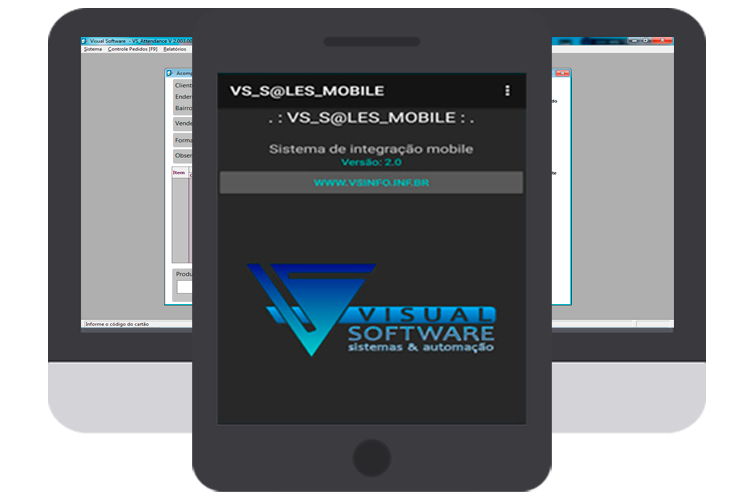 Visual Software - VS_Attendance V 2.003.00
Sistema Controle Pedidos [F9] Relatórios
Acomp
Client
Ender
Bairro
Vende
Forma
Obser
Item
Produ
Informe o código do cartão
VS_S@LES_MOBILE
. : VS_S@LES_MOBILE : .
Sistema de integração mobile
Versão: 2.0
WWW.VSINFO.INF.BR
VISUAL
SOFTWARE
sistemas & automação